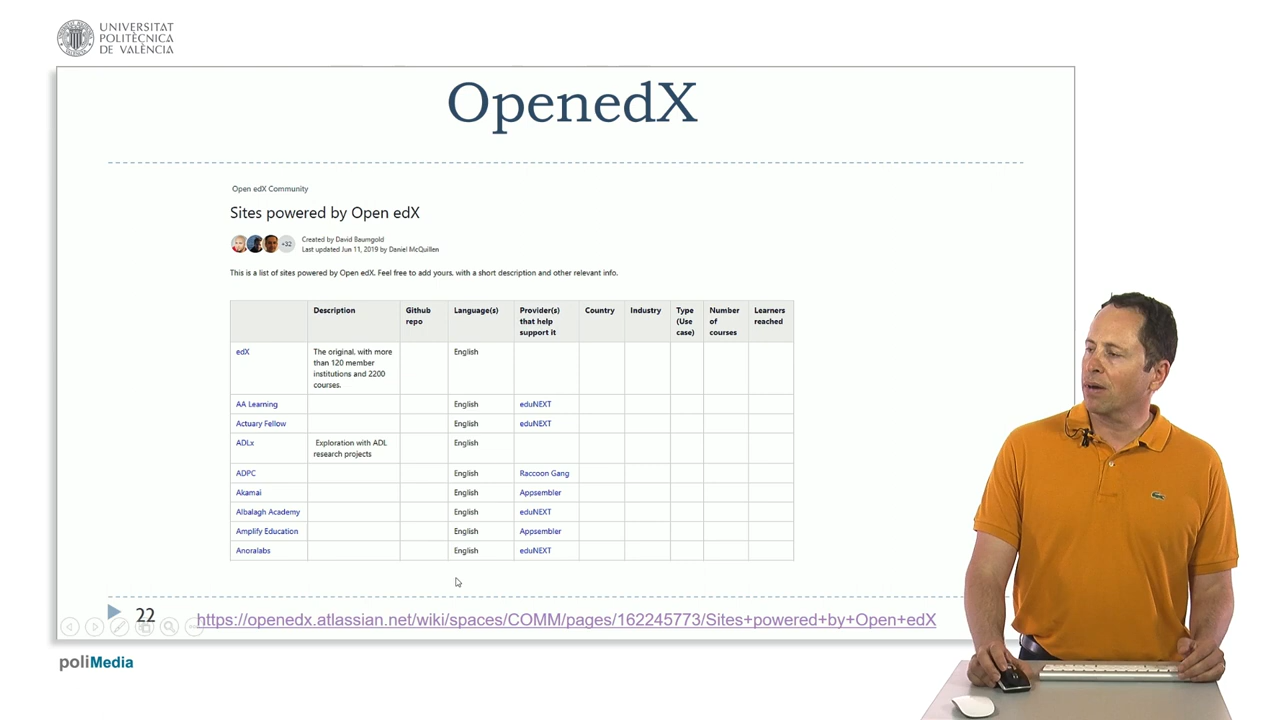 UNIVERSITAT
POLITÈCNICA
DE VALÈNCIA
OpenedX
Open edX Community
Sites powered by Open edX
+32
Created by David Baumgold
Last updated Jun 11, 2019 by Daniel McQuillen
This is a list of sites powered by Open edX. Feel free to add yours, with a short description and other relevant info.
Description Github repo Language(s) Provider(s) that help support it Country Industry Type (Use case) Number of courses Learners reached
edX The original, with more than 120 member institutions and 2200 courses. English
AA Learning English eduNEXT
Actuary Fellow English eduNEXT
ADLx Exploration with ADL research projects English
ADPC English Raccoon Gang
Akamai English Appsembler
Albalagh Academy English eduNEXT
Amplify Education English Appsembler
Anoralabs English eduNEXT
22
https://openedx.atlassian.net/wiki/spaces/COMM/pages/162245773/Sites+powered+by+Open+edX
poliMedia